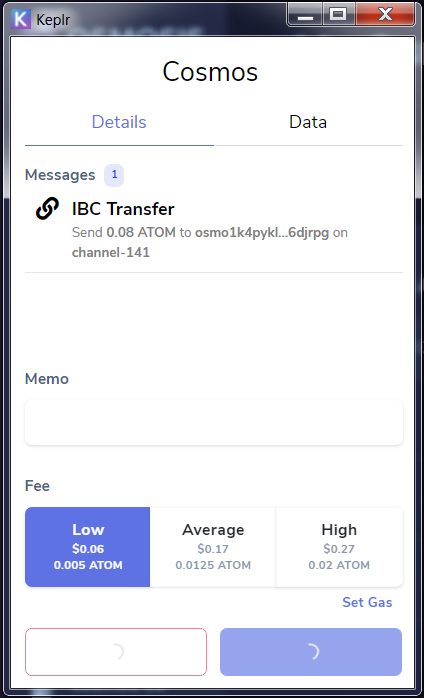 Keplr
Cosmos
Details Data
Messages 1
IBC Transfer
Send 0.08 ATOM to osmo1k4pykl...6djrpg on
channel-141
Memo
Fee
Low Average High
$0.06 $0.17 $0.27
0.005 ATOM 0.0125 ATOM 0.02 ATOM
Set Gas